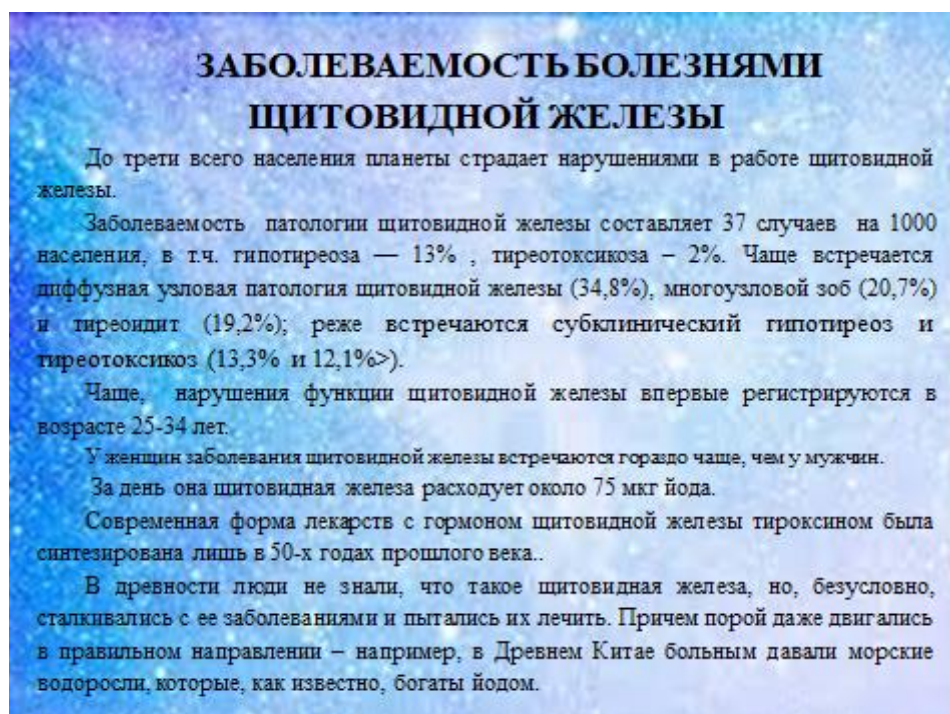 ЗАБОЛЕВАЕМОСТЬ БОЛЕЗНЯМИ
ЩИТОВИДНОЙ ЖЕЛЕЗЫ
До трети всего населения планеты страдает нарушениями в работе щитовидной
железы.
Заболеваемость патологии щитовидной железы составляет 37 случаев на 1000
населения, в т.ч. гипотиреоза — 13% , тиреотоксикоза – 2%. Чаще встречается
диффузная узловая патология щитовидной железы (34,8%), многоузловой зоб (20,7%)
и тиреоидит (19,2%); реже встречаются субклинический гипотиреоз и
тиреотоксикоз (13,3% и 12,1%>).
Чаще, нарушения функции щитовидной железы впервые регистрируются в
возрасте 25-34 лет.
У женщин заболевания щитовидной железы встречаются гораздо чаще, чем у мужчин.
За день она щитовидная железа расходует около 75 мкг йода.
Современная форма лекарств с гормоном щитовидной железы тироксином была
синтезирована лишь в 50-х годах прошлого века..
В древности люди не знали, что такое щитовидная железа, но, безусловно,
сталкивались с ее заболеваниями и пытались их лечить. Причем порой даже двигались
в правильном направлении – например, в Древнем Китае больным давали морские
водоросли, которые, как известно, богаты йодом.